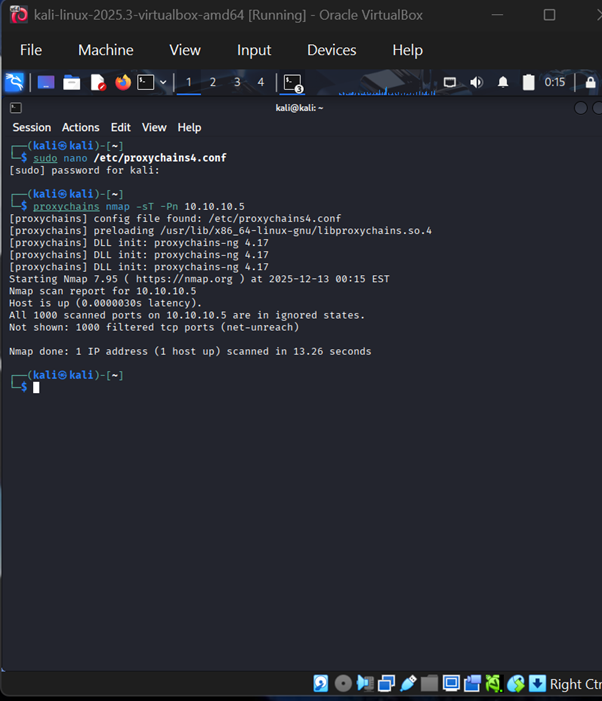 kali-linux-2025.3-virtualbox-amd64 [Running] - Oracle VirtualBox
File Machine View Input Devices Help
1 2 3 4 3 0:15
kali@kali: ~
Session Actions Edit View Help
┌──(kali㉿kali)-[~]
└─$ sudo nano /etc/proxychains4.conf
[sudo] password for kali:
┌──(kali㉿kali)-[~]
└─$ proxychains nmap -sT -Pn 10.10.10.5
[proxychains] config file found: /etc/proxychains4.conf
[proxychains] preloading /usr/lib/x86_64-linux-gnu/libproxychains.so.4
[proxychains] DLL init: proxychains-ng 4.17
[proxychains] DLL init: proxychains-ng 4.17
[proxychains] DLL init: proxychains-ng 4.17
Starting Nmap 7.95 ( https://nmap.org ) at 2025-12-13 00:15 EST
Nmap scan report for 10.10.10.5
Host is up (0.0000030s latency).
All 1000 scanned ports on 10.10.10.5 are in ignored states.
Not shown: 1000 filtered tcp ports (net-unreach)
Nmap done: 1 IP address (1 host up) scanned in 13.26 seconds
┌──(kali㉿kali)-[~]
└─$
Right Ctr